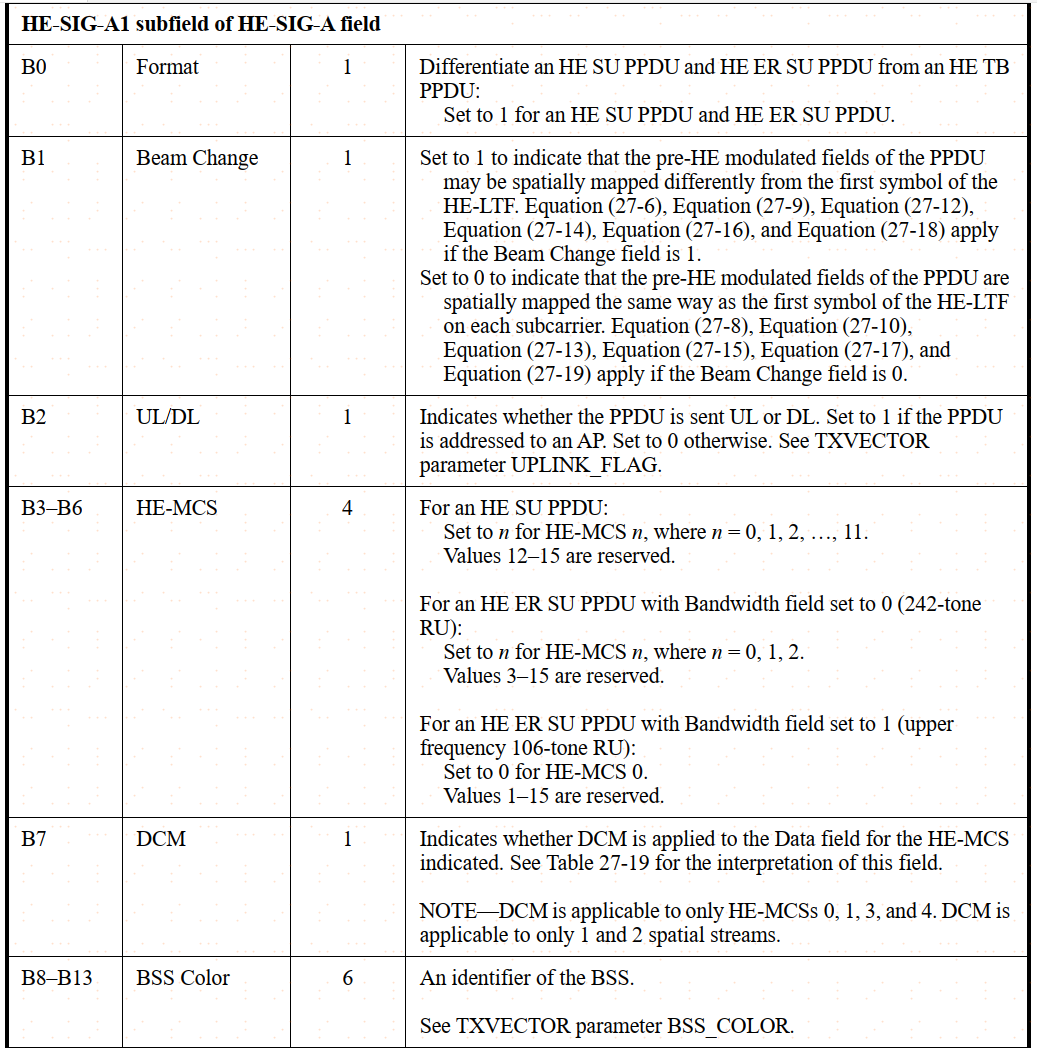 HE-SIG-A1 subfield of HE-SIG-A field
B0 Format 1 Differentiate an HE SU PPDU and HE ER SU PPDU from an HE TB
PPDU:
Set to 1 for an HE SU PPDU and HE ER SU PPDU.
B1 Beam Change 1 Set to 1 to indicate that the pre-HE modulated fields of the PPDU
may be spatially mapped differently from the first symbol of the
HE-LTF. Equation (27-6), Equation (27-9), Equation (27-12),
Equation (27-14), Equation (27-16), and Equation (27-18) apply
if the Beam Change field is 1.
Set to 0 to indicate that the pre-HE modulated fields of the PPDU are
spatially mapped the same way as the first symbol of the HE-LTF
on each subcarrier. Equation (27-8), Equation (27-10),
Equation (27-13), Equation (27-15), Equation (27-17), and
Equation (27-19) apply if the Beam Change field is 0.
B2 UL/DL 1 Indicates whether the PPDU is sent UL or DL. Set to 1 if the PPDU
is addressed to an AP. Set to 0 otherwise. See TXVECTOR
parameter UPLINK_FLAG.
B3–B6 HE-MCS 4 For an HE SU PPDU:
Set to n for HE-MCS n, where n = 0, 1, 2, …, 11.
Values 12–15 are reserved.
For an HE ER SU PPDU with Bandwidth field set to 0 (242-tone
RU):
Set to n for HE-MCS n, where n = 0, 1, 2.
Values 3–15 are reserved.
For an HE ER SU PPDU with Bandwidth field set to 1 (upper
frequency 106-tone RU):
Set to 0 for HE-MCS 0.
Values 1–15 are reserved.
B7 DCM 1 Indicates whether DCM is applied to the Data field for the HE-MCS
indicated. See Table 27-19 for the interpretation of this field.
NOTE—DCM is applicable to only HE-MCSs 0, 1, 3, and 4. DCM is
applicable to only 1 and 2 spatial streams.
B8–B13 BSS Color 6 An identifier of the BSS.
See TXVECTOR parameter BSS_COLOR.